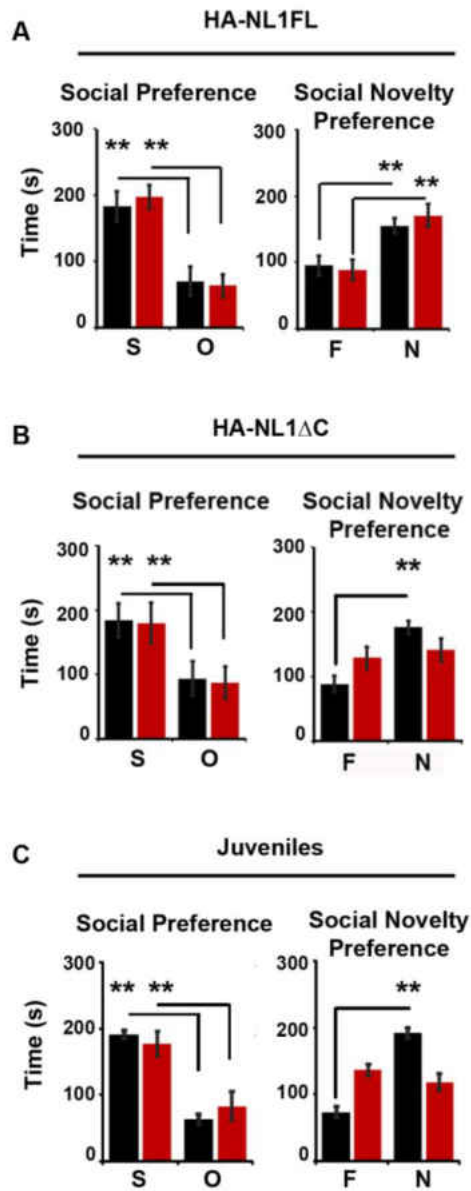 A
HA-NL1FL
Social Preference
Social Novelty
Preference
Time (s)
300
200
100
0
** **
S O
300
200
100
0
**
**
F N
B
HA-NL1ΔC
Social Preference
Social Novelty
Preference
Time (s)
300
200
100
0
** **
S O
300
200
100
0
**
F N
C
Juveniles
Social Preference
Social Novelty
Preference
Time (s)
300
200
100
0
** **
S O
300
200
100
0
**
F N